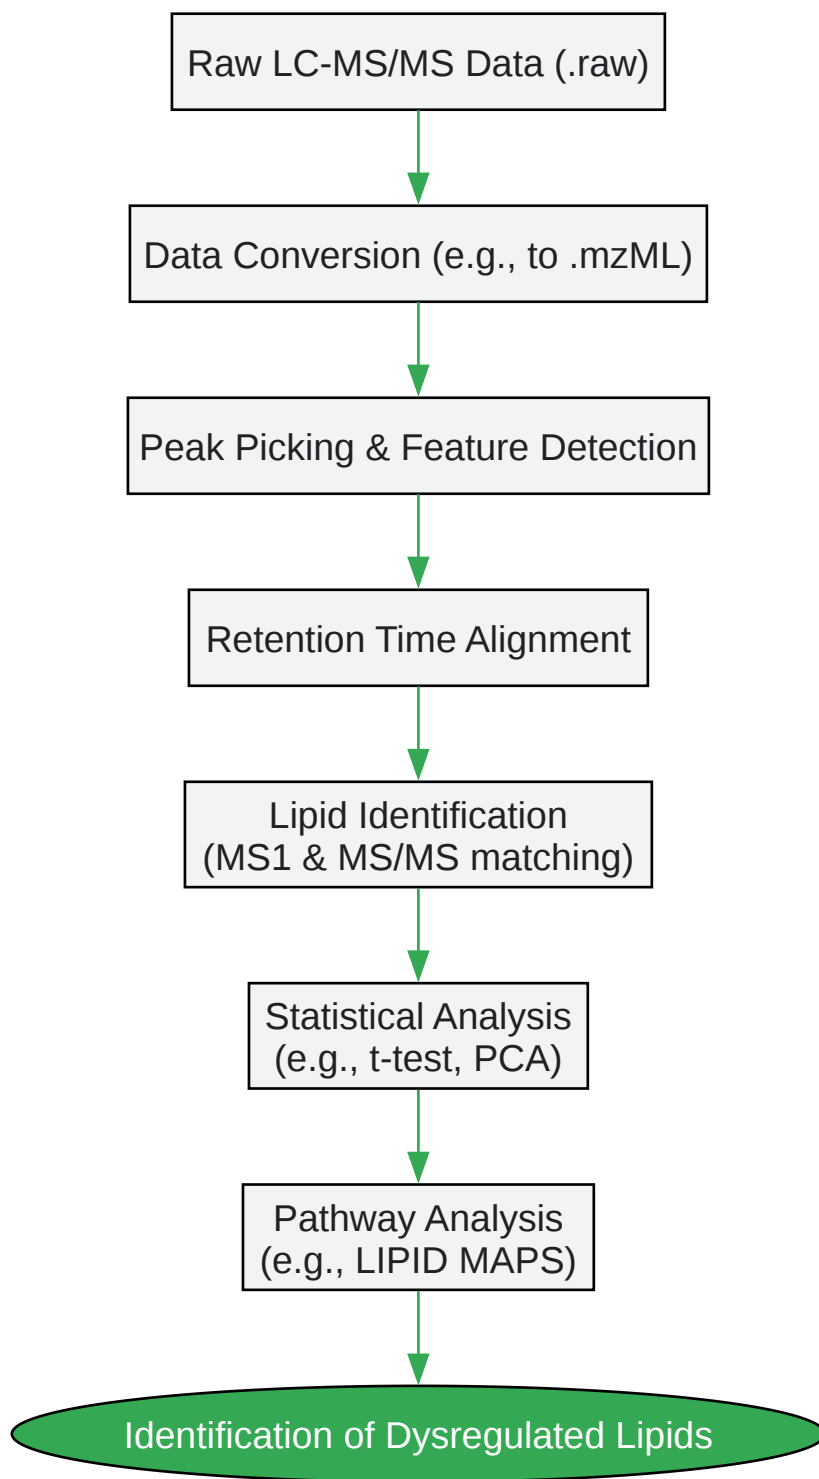 Raw LC-MS/MS Data (.raw)
Data Conversion (e.g., to .mzML)
Peak Picking & Feature Detection
Retention Time Alignment
Lipid Identification
(MS1 & MS/MS matching)
Statistical Analysis
(e.g., t-test, PCA)
Pathway Analysis
(e.g., LIPID MAPS)
Identification of Dysregulated Lipids